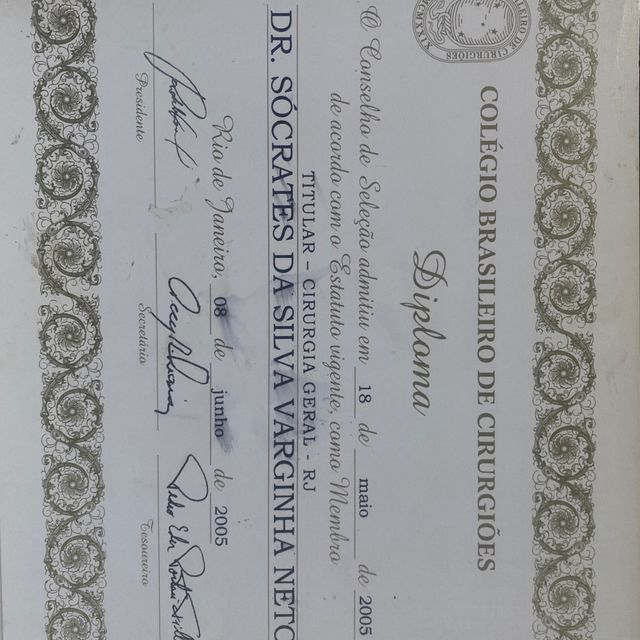 COLÉGIO BRASILEIRO DE CIRURGIÕES
Diploma
O Conselho de Seleção admitiu em 18 de maio de 2005
de acordo com o Estatuto vigente, como Membro
TITULAR - CIRURGIA GERAL - RJ
DR. SÓCRATES DA SILVA VARGINHA NETO
Rio de Janeiro, 08 de junho de 2005
Presidente Secretário Tesoureiro